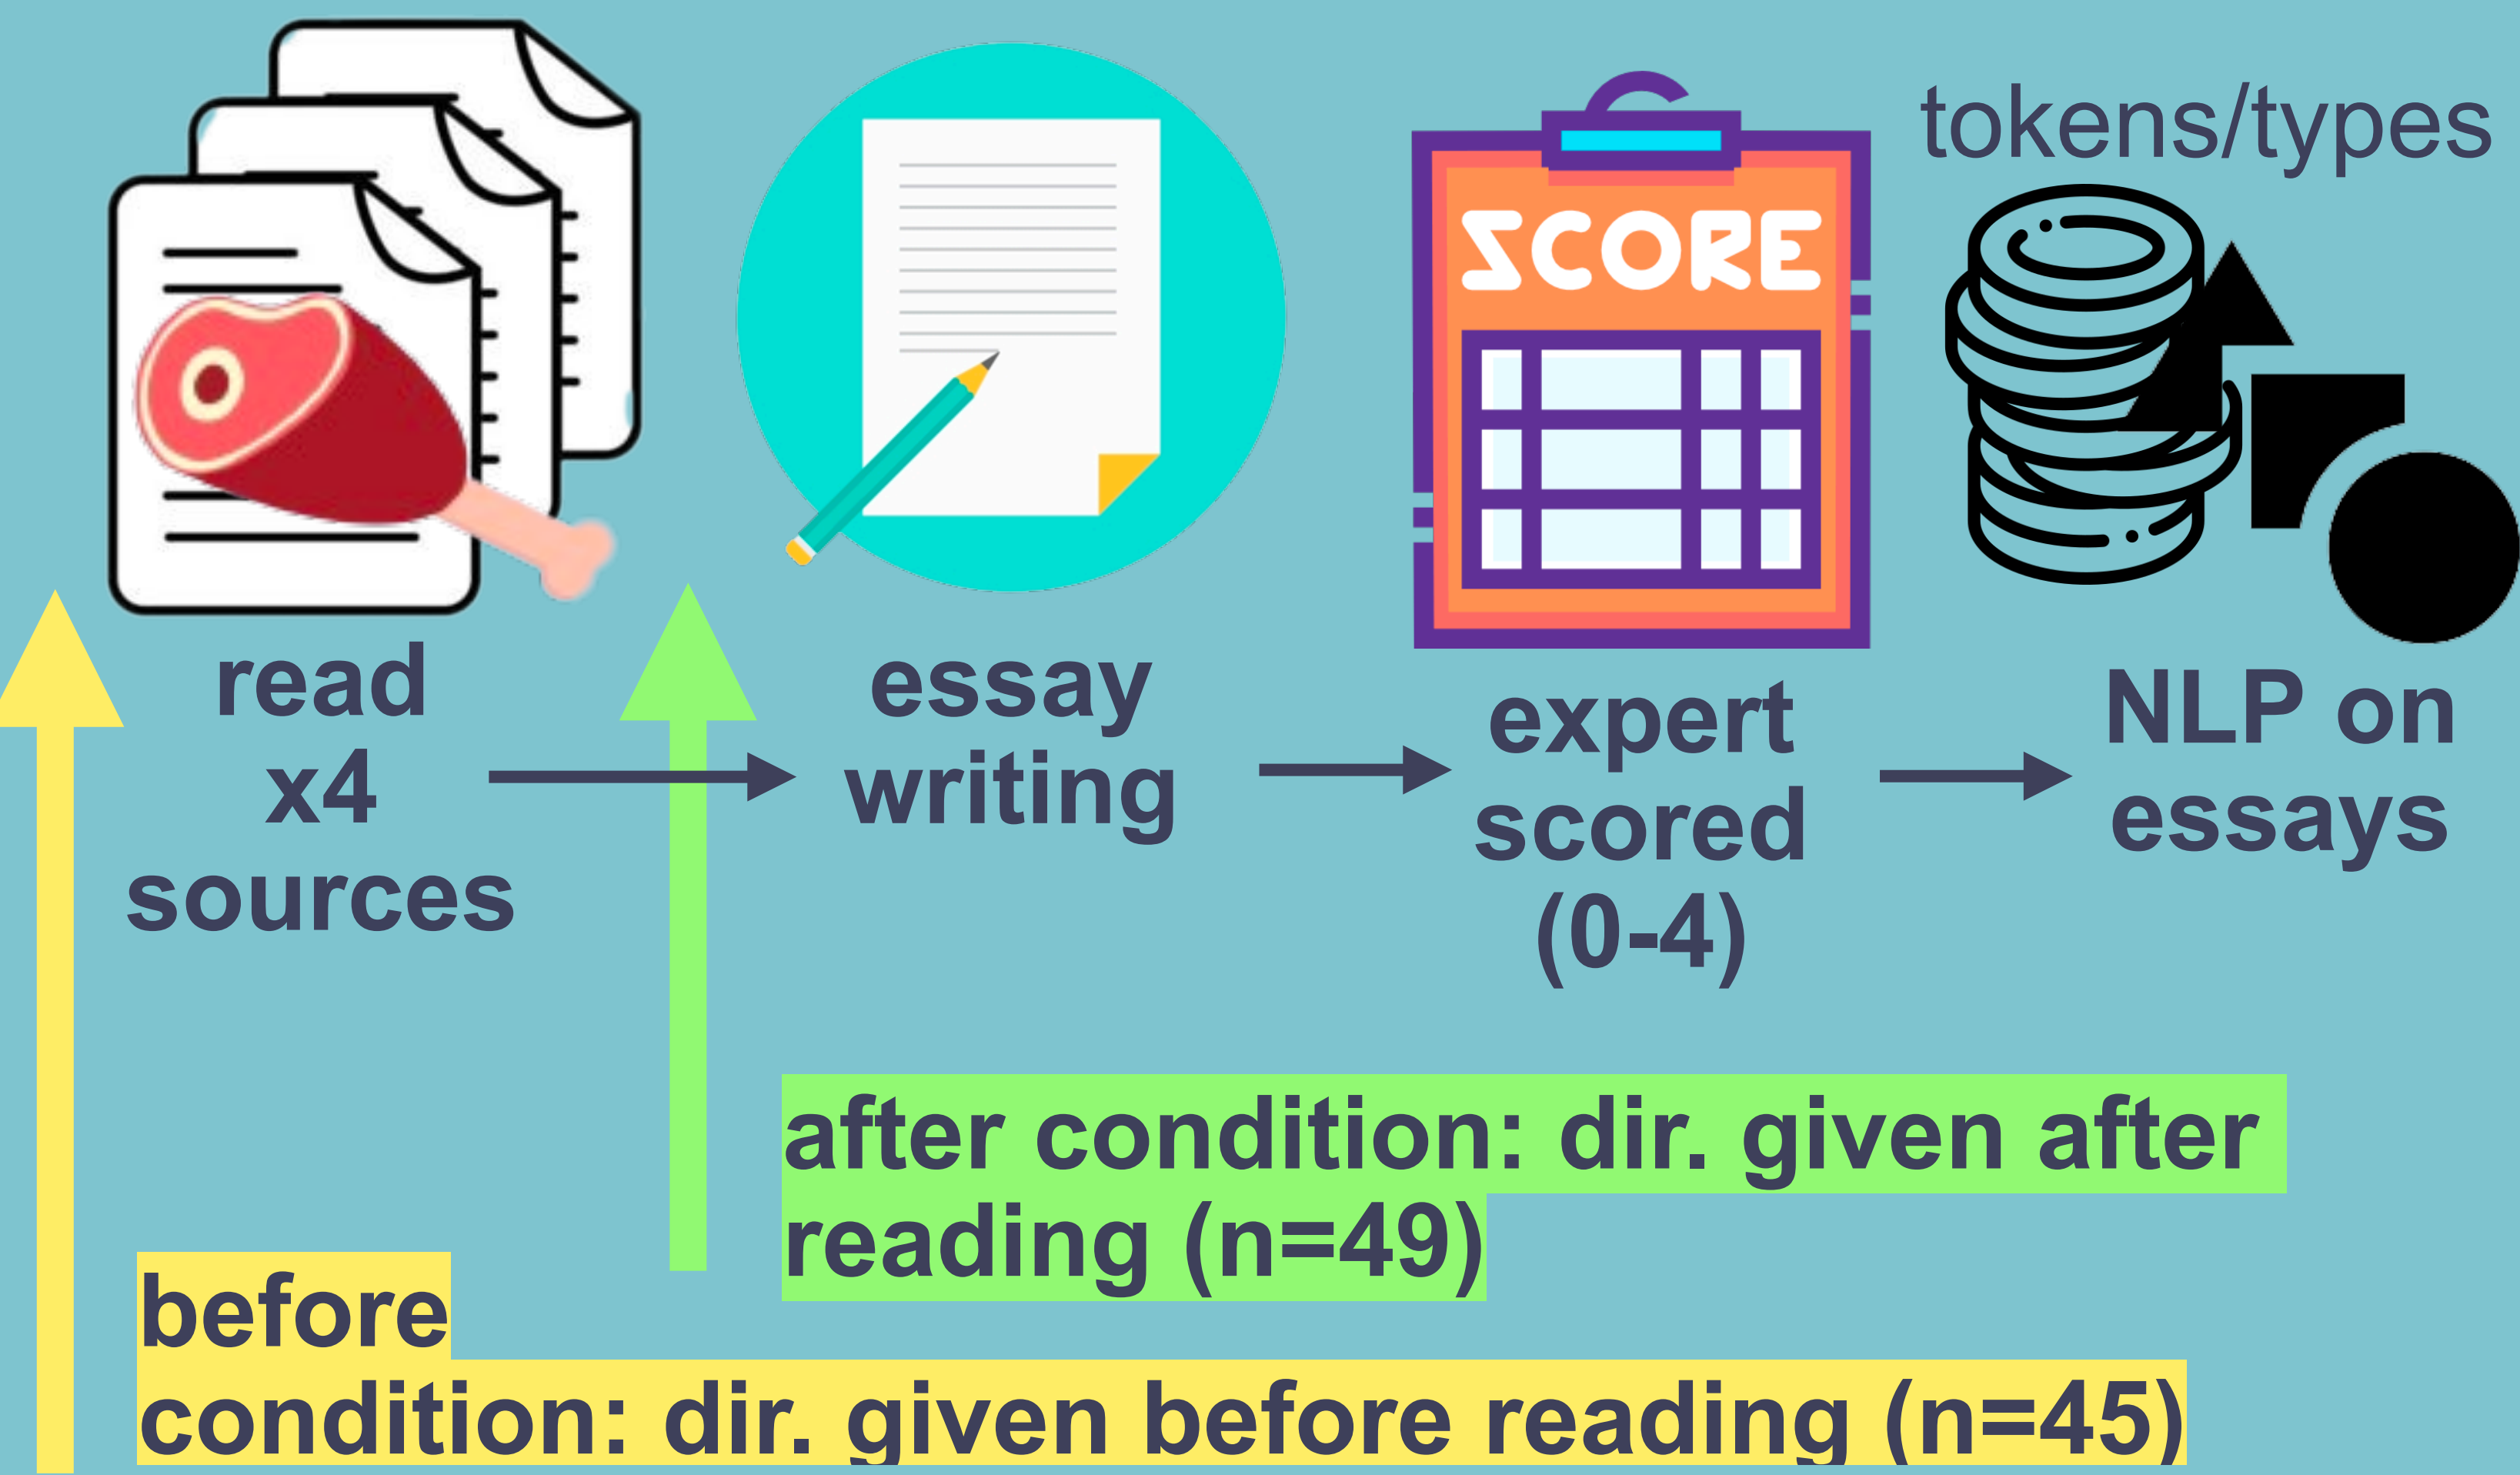 tokens/types
SCORE
read
x4
sources
essay
writing
expert
scored
(0-4)
NLP on
essays
after condition: dir. given after
reading (n=49)
before
condition: dir. given before reading (n=45)